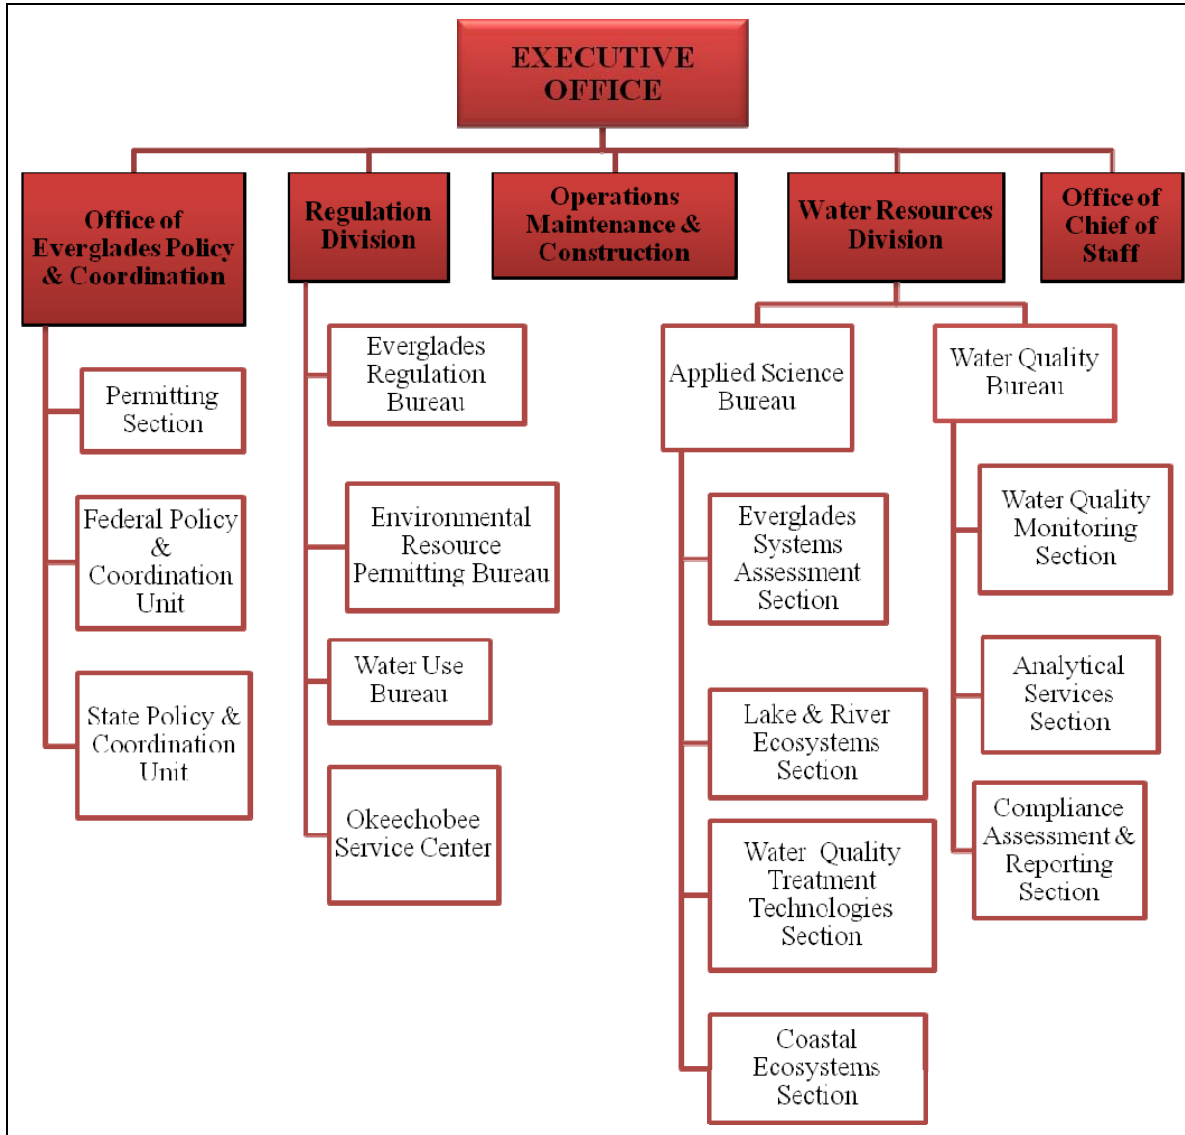 EXECUTIVE
OFFICE
Office of
Everglades Policy
& Coordination
Regulation
Division
Operations
Maintenance &
Construction
Water Resources
Division
Office of
Chief of
Staff
Permitting
Section
Federal Policy
&
Coordination
Unit
State Policy &
Coordination
Unit
Everglades
Regulation
Bureau
Environmental
Resource
Permitting Bureau
Water Use
Bureau
Okeechobee
Service Center
Applied Science
Bureau
Everglades
Systems
Assessment
Section
Lake & River
Ecosystems
Section
Water Quality
Treatment
Technologies
Section
Coastal
Ecosystems
Section
Water Quality
Bureau
Water Quality
Monitoring
Section
Analytical
Services
Section
Compliance
Assessment &
Reporting
Section